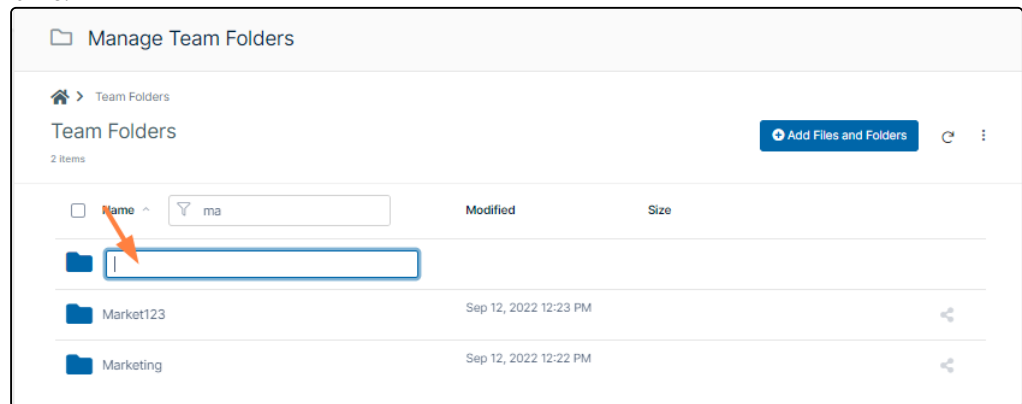 Manage Team Folders
Team Folders
Team Folders
Add Files and Folders
2 items
Name
ma
Modified
Size
Market123
Sep 12, 2022 12:23 PM
Marketing
Sep 12, 2022 12:22 PM